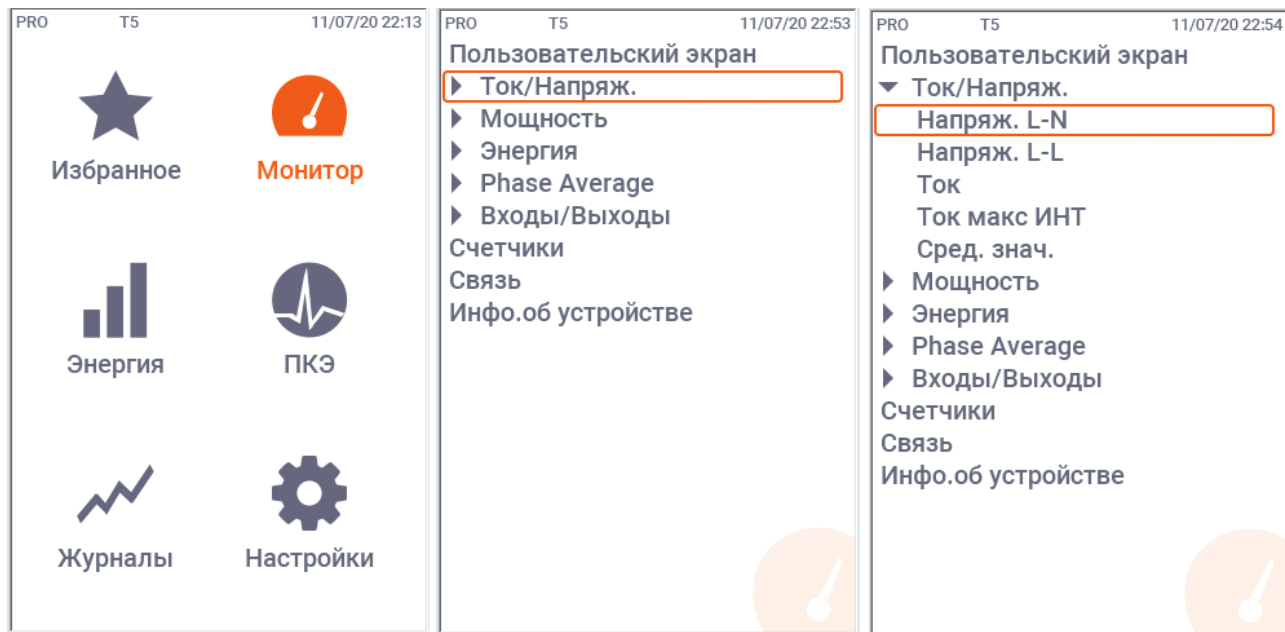 PRO T5 11/07/20 22:13
Избранное Монитор
Энергия ПКЭ
Журналы Настройки
PRO T5 11/07/20 22:53
Пользовательский экран
Ток/Напряж.
Мощность
Энергия
Phase Average
Входы/Выходы
Счетчики
Связь
Инфо.об устройстве
PRO T5 11/07/20 22:54
Пользовательский экран
Ток/Напряж.
Напряж. L-N
Напряж. L-L
Ток
Ток макс ИНТ
Сред. знач.
Мощность
Энергия
Phase Average
Входы/Выходы
Счетчики
Связь
Инфо.об устройстве